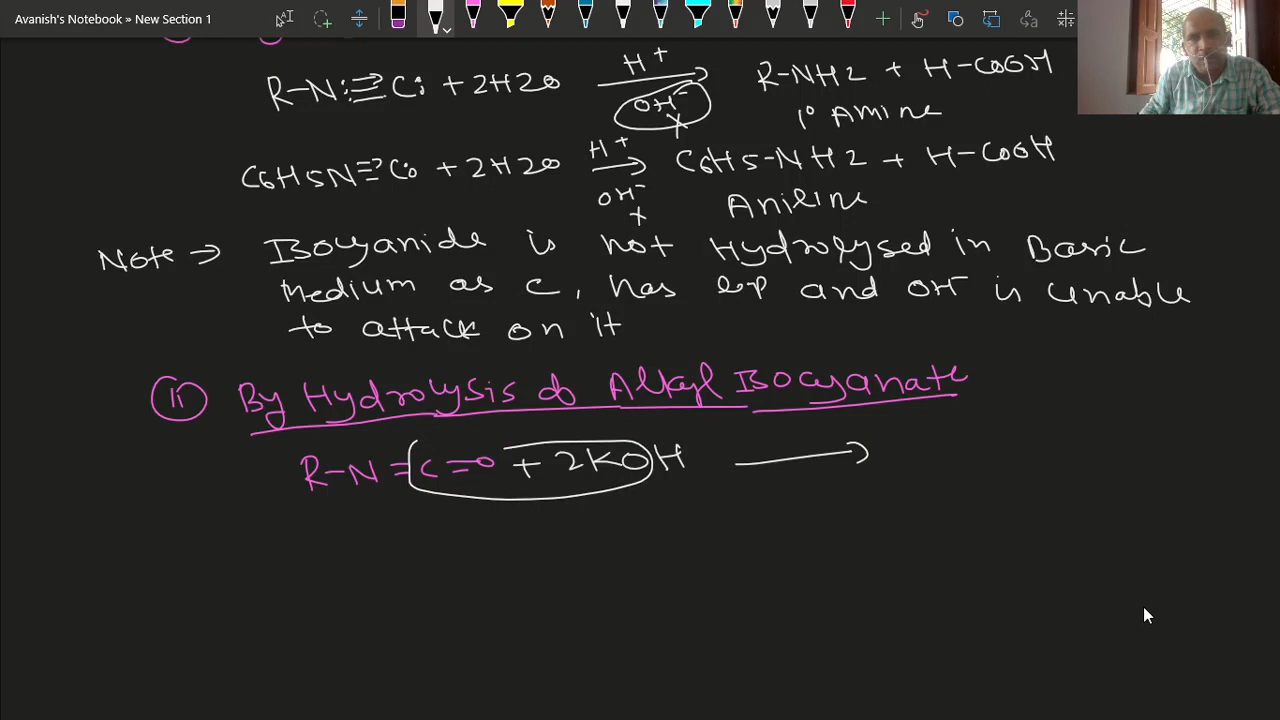 Avanish's Notebook » New Section 1
R-N≡C: + 2H2O H+ OH- x R-NH2 + H-COOH
1° Amine
C6H5N≡C: + 2H2O H+ OH- x C6H5-NH2 + H-COOH
Aniline
Note ⇒ Isocyanide is not Hydrolysed in Basic
medium as C, has l.p and OH- is unable
to attack on it
(ii) By Hydrolysis of Alkyl Isocyanate
R-N=C=O + 2KOH →